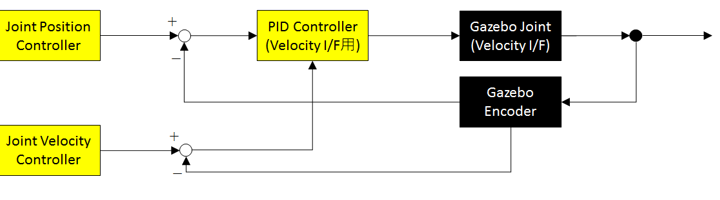 Joint Position
Controller
+
−
PID Controller
(Velocity I/F用)
Gazebo Joint
(Velocity I/F)
Gazebo
Encoder
Joint Velocity
Controller
+
−